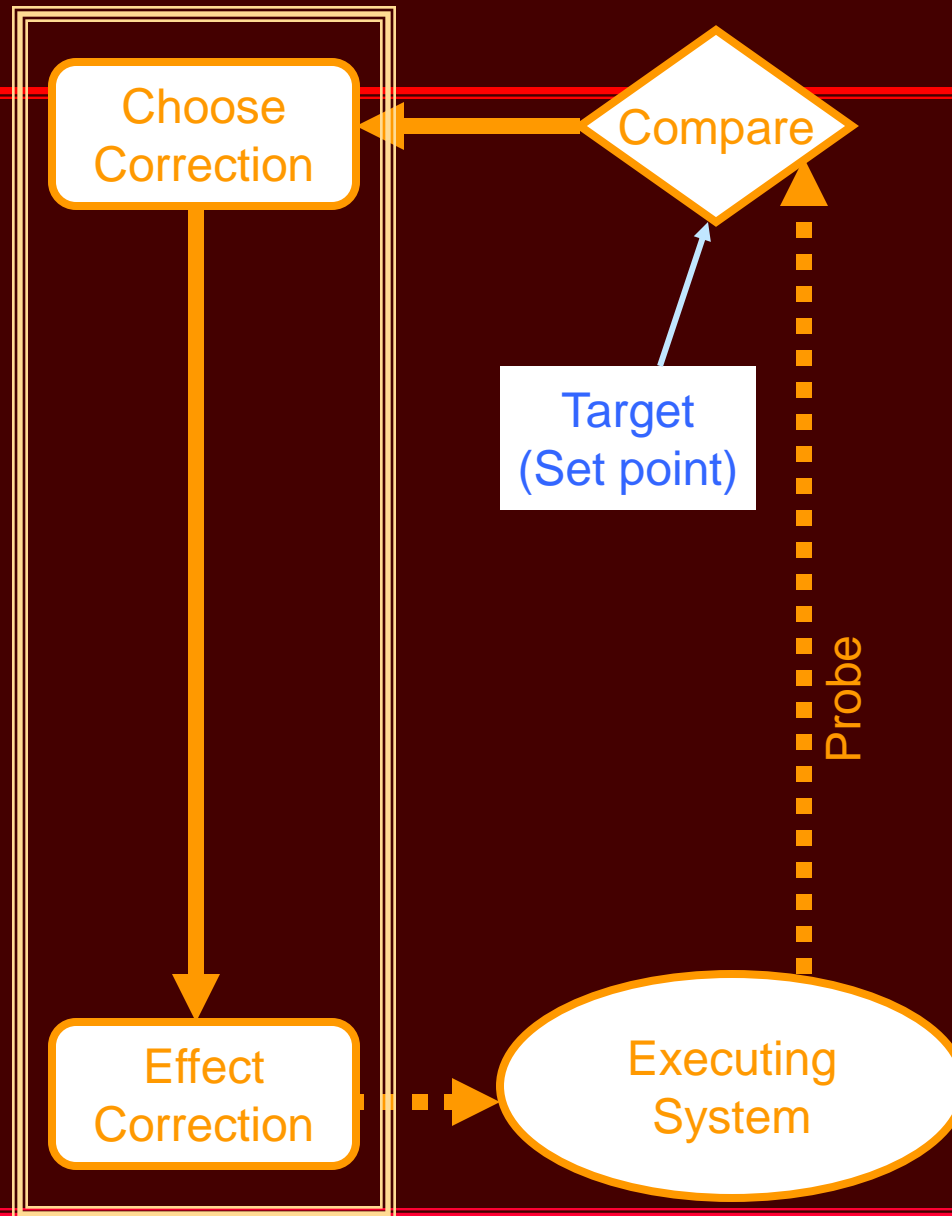 Choose
Correction
Compare
Target
(Set point)
Probe
Effect
Correction
Executing
System